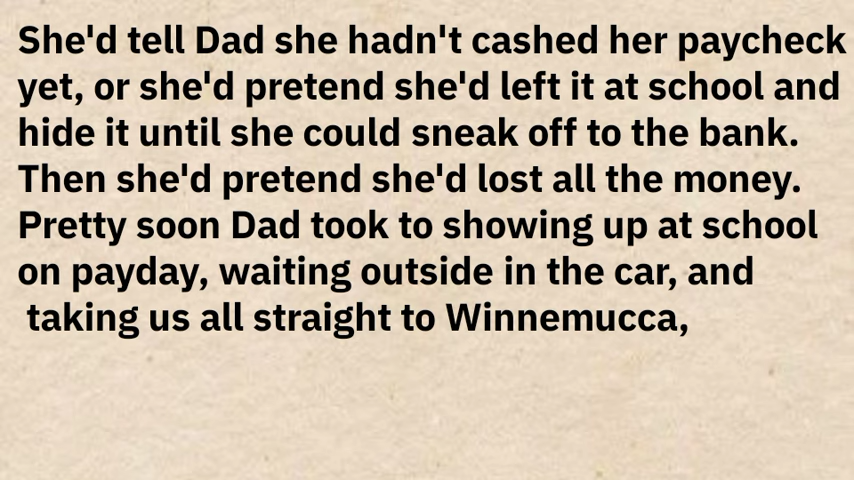 She'd tell Dad she hadn't cashed her paycheck
yet, or she'd pretend she'd left it at school and
hide it until she could sneak off to the bank.
Then she'd pretend she'd lost all the money.
Pretty soon Dad took to showing up at school
on payday, waiting outside in the car, and
taking us all straight to Winnemucca,